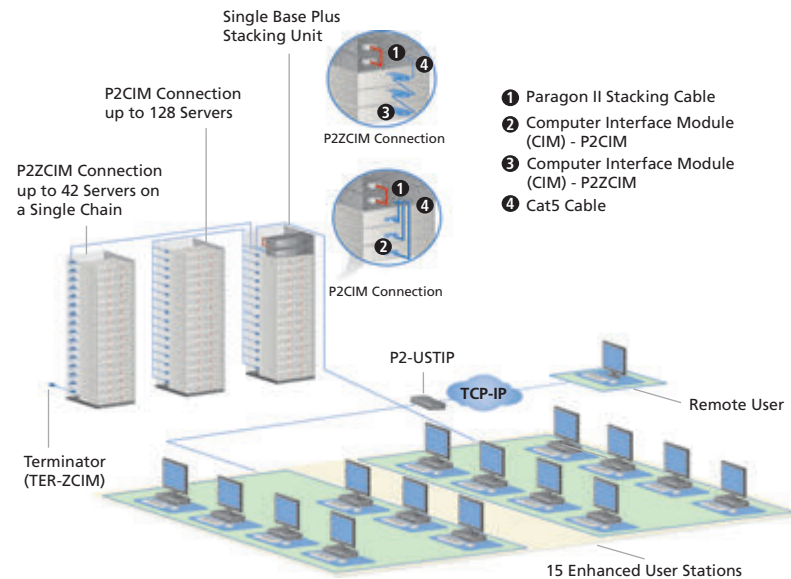 Single Base Plus
Stacking Unit
1
4
3
P2ZCIM Connection
P2CIM Connection
up to 128 Servers
P2ZCIM Connection
up to 42 Servers on
a Single Chain
1
4
2
P2CIM Connection
1 Paragon II Stacking Cable
2 Computer Interface Module
(CIM) - P2CIM
3 Computer Interface Module
(CIM) - P2ZCIM
4 Cat5 Cable
P2-USTIP
TCP-IP
Remote User
Terminator
(TER-ZCIM)
15 Enhanced User Stations